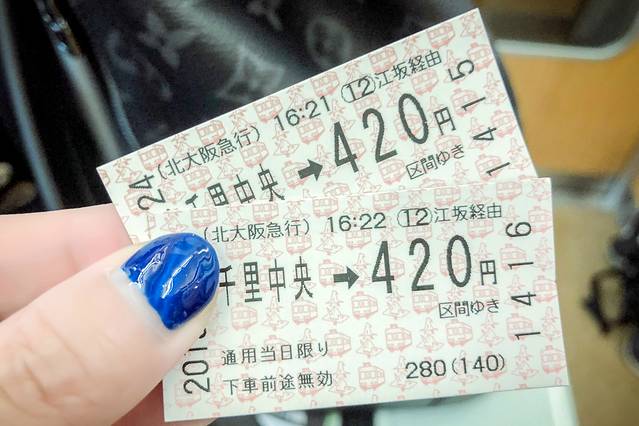 24
(北大阪急行) 16:21 12江坂経由
里中央→420円
区間ゆき
1415
(北大阪急行) 16:22 12江坂経由
千里中央→420円
区間ゆき
1416
201
通用当日限り
下車前途無効 280(140)